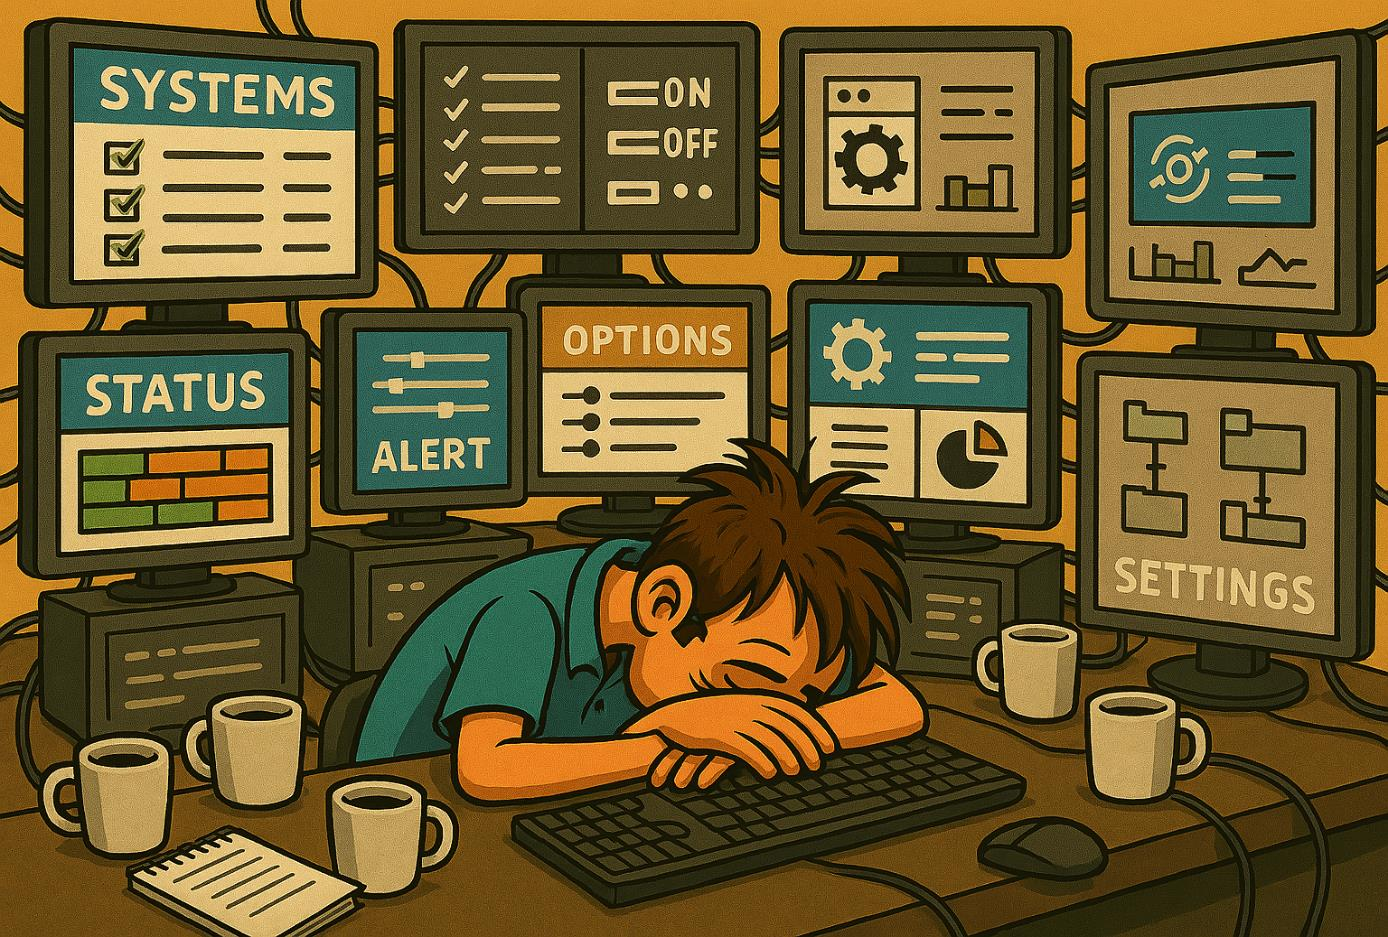 SYSTEMS
ON
OFF
STATUS
ALERT
OPTIONS
SETTINGS